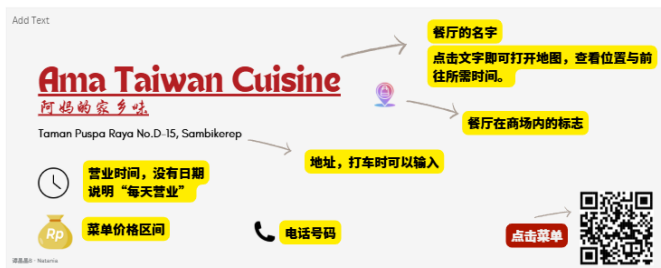 Add Text
餐厅的名字
点击文字即可打开地图，查看位置与前
往所需时间。
Ama Taiwan Cuisine
阿妈的家乡味
餐厅在商场内的标志
Taman Puspa Raya No.D-15, Sambikerep
地址，打车时可以输入
营业时间，没有日期
说明“每天营业”
Rp
菜单价格区间
电话号码
点击菜单